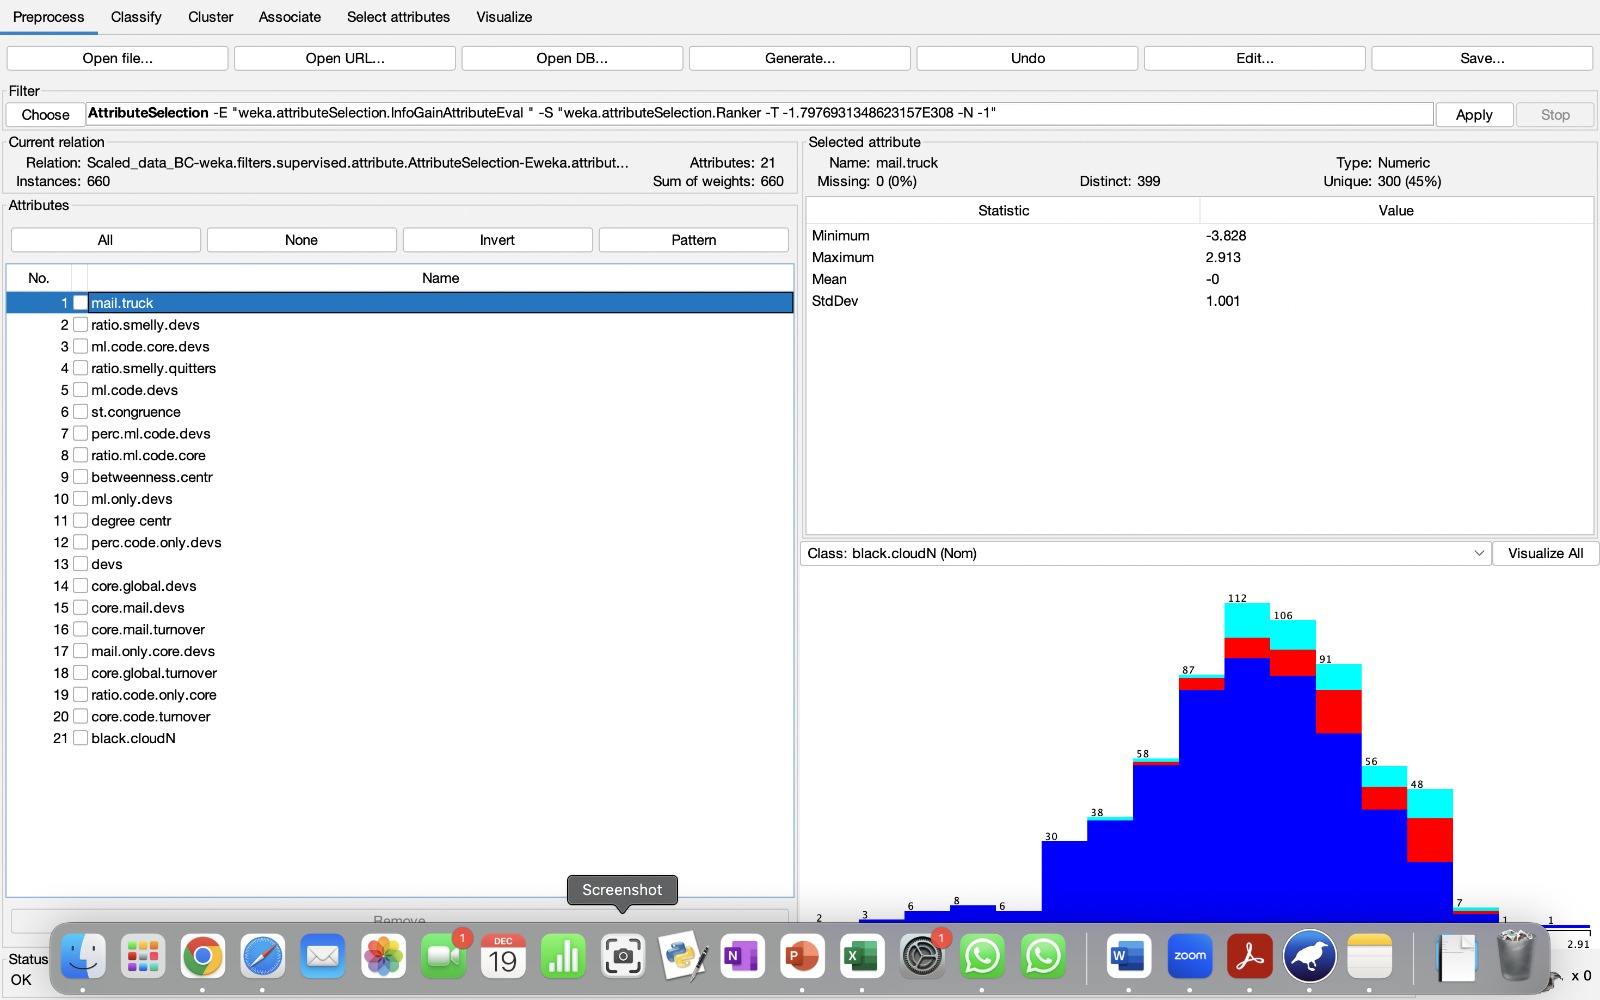 Preprocess Classify Cluster Associate Select attributes Visualize
Open file... Open URL... Open DB... Generate... Undo Edit... Save...
Filter
Choose AttributeSelection -E "weka.attributeSelection.InfoGainAttributeEval " -S "weka.attributeSelection.Ranker -T -1.7976931348623157E308 -N -1" Apply Stop
Current relation
Relation: Scaled_data_BC-weka.filters.supervised.attribute.AttributeSelection-Eweka.attribut... Attributes: 21
Instances: 660 Sum of weights: 660
Attributes
All None Invert Pattern
No. Name
1 mail.truck
2 ratio.smelly.devs
3 ml.code.core.devs
4 ratio.smelly.quitters
5 ml.code.devs
6 st.congruence
7 perc.ml.code.devs
8 ratio.ml.code.core
9 betweenness.centr
10 ml.only.devs
11 degree centr
12 perc.code.only.devs
13 devs
14 core.global.devs
15 core.mail.devs
16 core.mail.turnover
17 mail.only.core.devs
18 core.global.turnover
19 ratio.code.only.core
20 core.code.turnover
21 black.cloudN
Remove
Status
OK
Selected attribute
Name: mail.truck Type: Numeric
Missing: 0 (0%) Distinct: 399 Unique: 300 (45%)
Statistic Value
Minimum -3.828
Maximum 2.913
Mean -0
StdDev 1.001
Class: black.cloudN (Nom) Visualize All
2 3 6 8 6 30 38 58 87 112 106 91 56 48 7 1 1
2.91
x 0
Screenshot
1
DEC
19
N
P
X
1
W
zoom